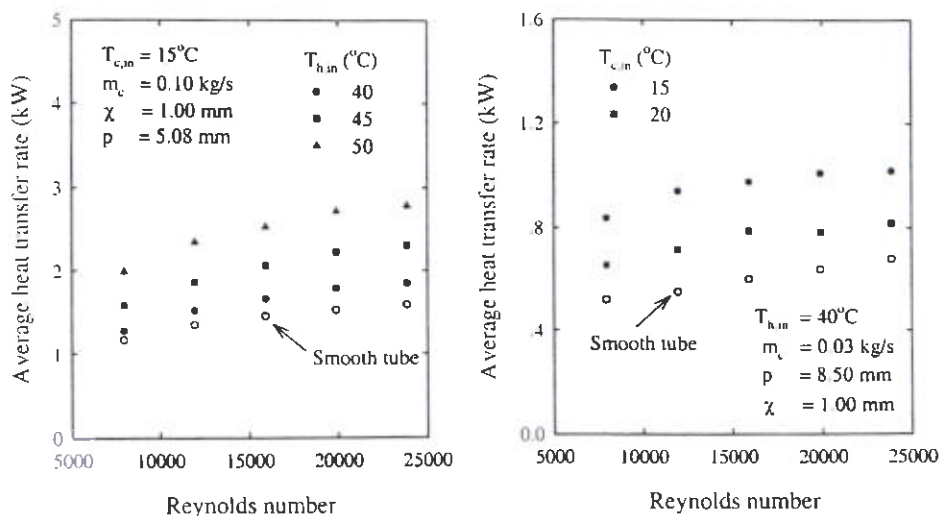 5
4
3
2
1
0
Average heat transfer rate (kW)
T_c,in = 15°C
m_c = 0.10 kg/s
χ = 1.00 mm
p = 5.08 mm
T_h,in (°C)
40
45
50
Smooth tube
5000 10000 15000 20000 25000
Reynolds number
1.6
1.2
.8
.4
0.0
Average heat transfer rate (kW)
T_c,in (°C)
15
20
Smooth tube
T_h,in = 40°C
m_c = 0.03 kg/s
p = 8.50 mm
χ = 1.00 mm
5000 10000 15000 20000 25000
Reynolds number